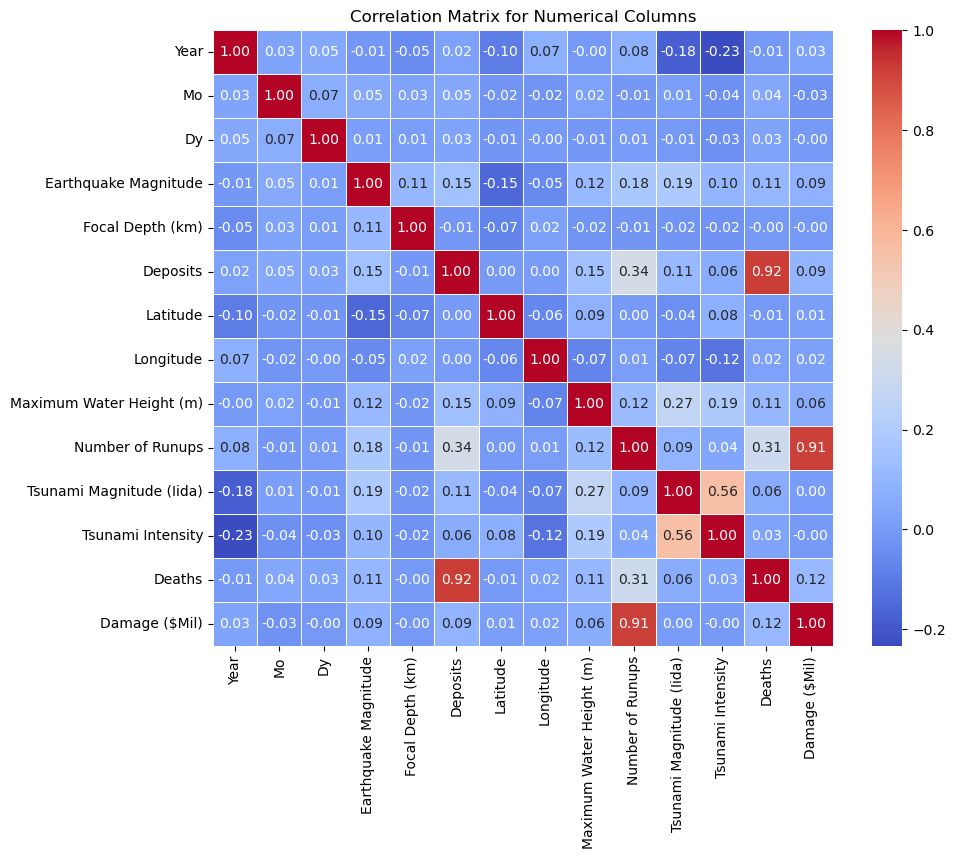 Correlation Matrix for Numerical Columns
Year 1.00 0.03 0.05 -0.01 -0.05 0.02 -0.10 0.07 -0.00 0.08 -0.18 -0.23 -0.01 0.03
Mo 0.03 1.00 0.07 0.05 0.03 0.05 -0.02 -0.02 0.02 -0.01 0.01 -0.04 0.04 -0.03
Dy 0.05 0.07 1.00 0.01 0.01 0.03 -0.01 -0.00 -0.01 0.01 -0.01 -0.03 0.03 -0.00
Earthquake Magnitude -0.01 0.05 0.01 1.00 0.11 0.15 -0.15 -0.05 0.12 0.18 0.19 0.10 0.11 0.09
Focal Depth (km) -0.05 0.03 0.01 0.11 1.00 -0.01 -0.07 0.02 -0.02 -0.01 -0.02 -0.02 -0.00 -0.00
Deposits 0.02 0.05 0.03 0.15 -0.01 1.00 0.00 0.00 0.15 0.34 0.11 0.06 0.92 0.09
Latitude -0.10 -0.02 -0.01 -0.15 -0.07 0.00 1.00 -0.06 0.09 0.00 -0.04 0.08 -0.01 0.01
Longitude 0.07 -0.02 -0.00 -0.05 0.02 0.00 -0.06 1.00 -0.07 0.01 -0.07 -0.12 0.02 0.02
Maximum Water Height (m) -0.00 0.02 -0.01 0.12 -0.02 0.15 0.09 -0.07 1.00 0.12 0.27 0.19 0.11 0.06
Number of Runups 0.08 -0.01 0.01 0.18 -0.01 0.34 0.00 0.01 0.12 1.00 0.09 0.04 0.31 0.91
Tsunami Magnitude (Iida) -0.18 0.01 -0.01 0.19 -0.02 0.11 -0.04 -0.07 0.27 0.09 1.00 0.56 0.06 0.00
Tsunami Intensity -0.23 -0.04 -0.03 0.10 -0.02 0.06 0.08 -0.12 0.19 0.04 0.56 1.00 0.03 -0.00
Deaths -0.01 0.04 0.03 0.11 -0.00 0.92 -0.01 0.02 0.11 0.31 0.06 0.03 1.00 0.12
Damage ($Mil) 0.03 -0.03 -0.00 0.09 -0.00 0.09 0.01 0.02 0.06 0.91 0.00 -0.00 0.12 1.00
Year
Mo
Dy
Earthquake Magnitude
Focal Depth (km)
Deposits
Latitude
Longitude
Maximum Water Height (m)
Number of Runups
Tsunami Magnitude (Iida)
Tsunami Intensity
Deaths
Damage ($Mil)
1.0
0.8
0.6
0.4
0.2
0.0
−0.2